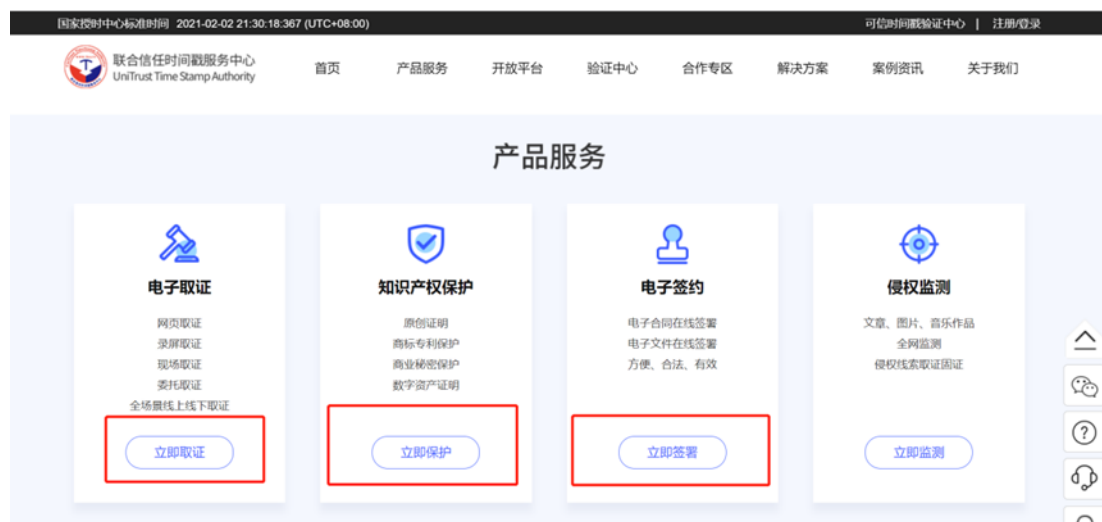 国家授时中心标准时间 2021-02-02 21:30:18:367 (UTC+08:00)
可信时间戳验证中心 | 注册/登录
联合信任时间戳服务中心
UniTrust Time Stamp Authority
首页 产品服务 开放平台 验证中心 合作专区 解决方案 案例资讯 关于我们
产品服务
电子取证
网页取证
录屏取证
现场取证
委托取证
全场景线上线下取证
立即取证
知识产权保护
原创证明
商标专利保护
商业秘密保护
数字资产证明
立即保护
电子签约
电子合同在线签署
电子文件在线签署
方便、合法、有效
立即签署
侵权监测
文章、图片、音乐作品
全网监测
侵权线索取证固证
立即监测